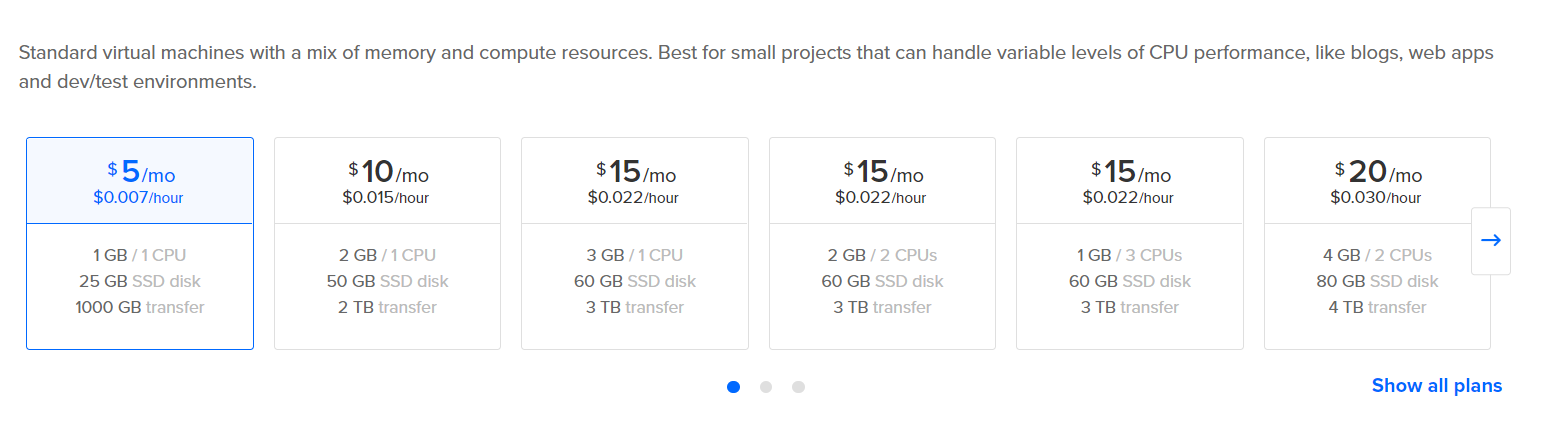 Standard virtual machines with a mix of memory and compute resources. Best for small projects that can handle variable levels of CPU performance, like blogs, web apps
and dev/test environments.
$5/mo
$0.007/hour
1 GB / 1 CPU
25 GB SSD disk
1000 GB transfer
$10/mo
$0.015/hour
2 GB / 1 CPU
50 GB SSD disk
2 TB transfer
$15/mo
$0.022/hour
3 GB / 1 CPU
60 GB SSD disk
3 TB transfer
$15/mo
$0.022/hour
2 GB / 2 CPUs
60 GB SSD disk
3 TB transfer
$15/mo
$0.022/hour
1 GB / 3 CPUs
60 GB SSD disk
3 TB transfer
$20/mo
$0.030/hour
4 GB / 2 CPUs
80 GB SSD disk
4 TB transfer
Show all plans